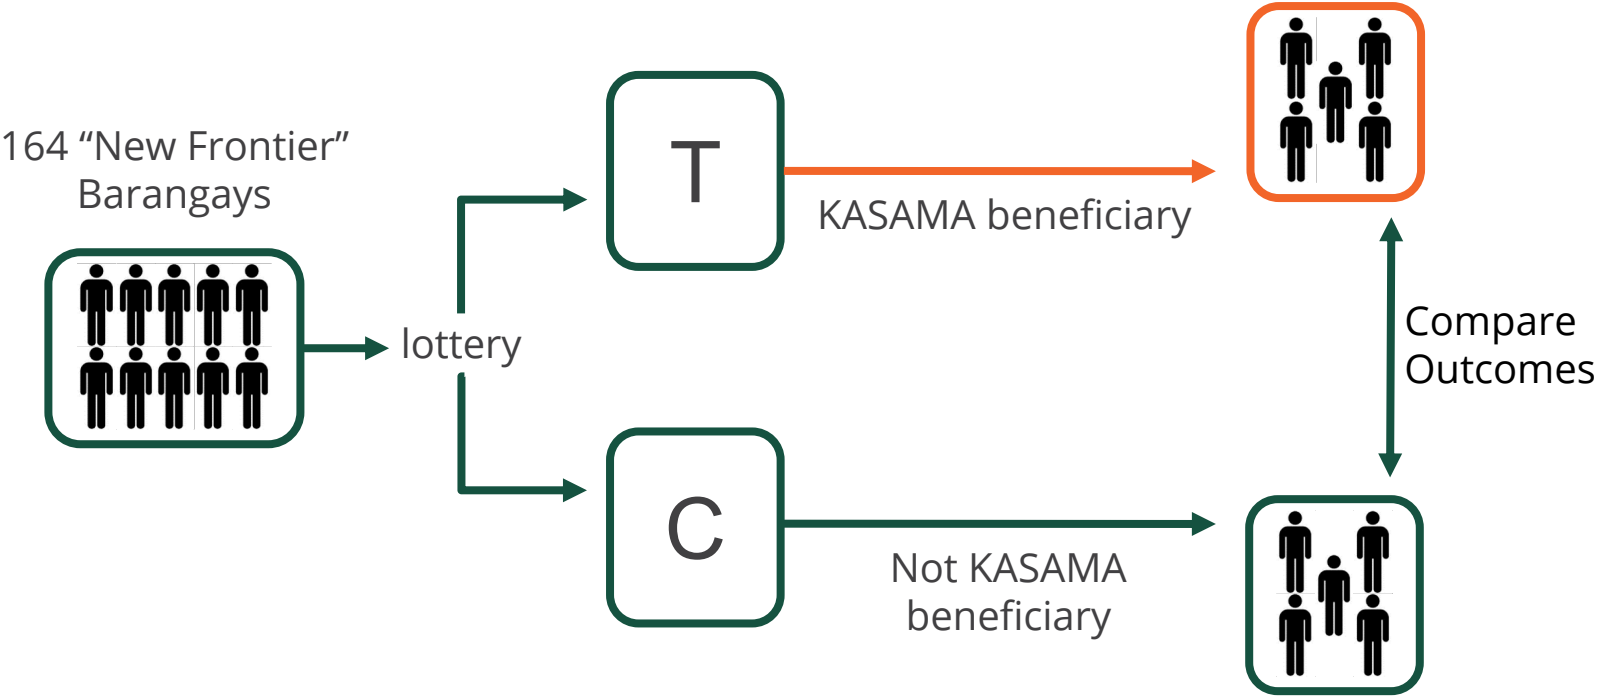 164 “New Frontier”
Barangays
lottery
T
KASAMA beneficiary
C
Not KASAMA
beneficiary
Compare
Outcomes